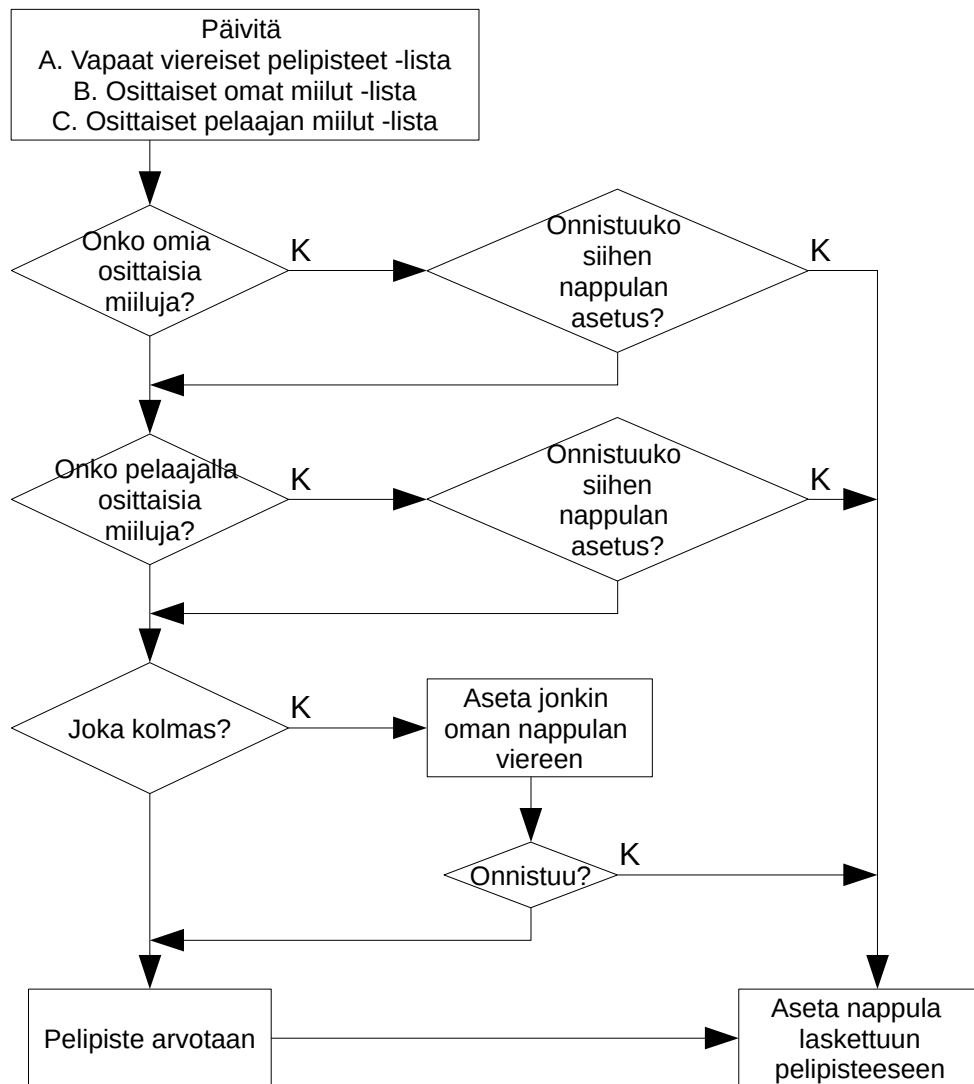 Päivitä
A. Vapaat viereiset pelipisteet -lista
B. Osittaiset omat miilut -lista
C. Osittaiset pelaajan miilut -lista
Onko omia
osittaisia
miiluja?
K
Onnistuuko
siihen
nappulan
asetus?
K
Onko pelaajalla
osittaisia
miiluja?
K
Onnistuuko
siihen
nappulan
asetus?
K
Joka kolmas?
K
Aseta jonkin
oman nappulan
viereen
Onnistuu?
K
Pelipiste arvotaan
Aseta nappula
laskettuun
pelipisteeseen